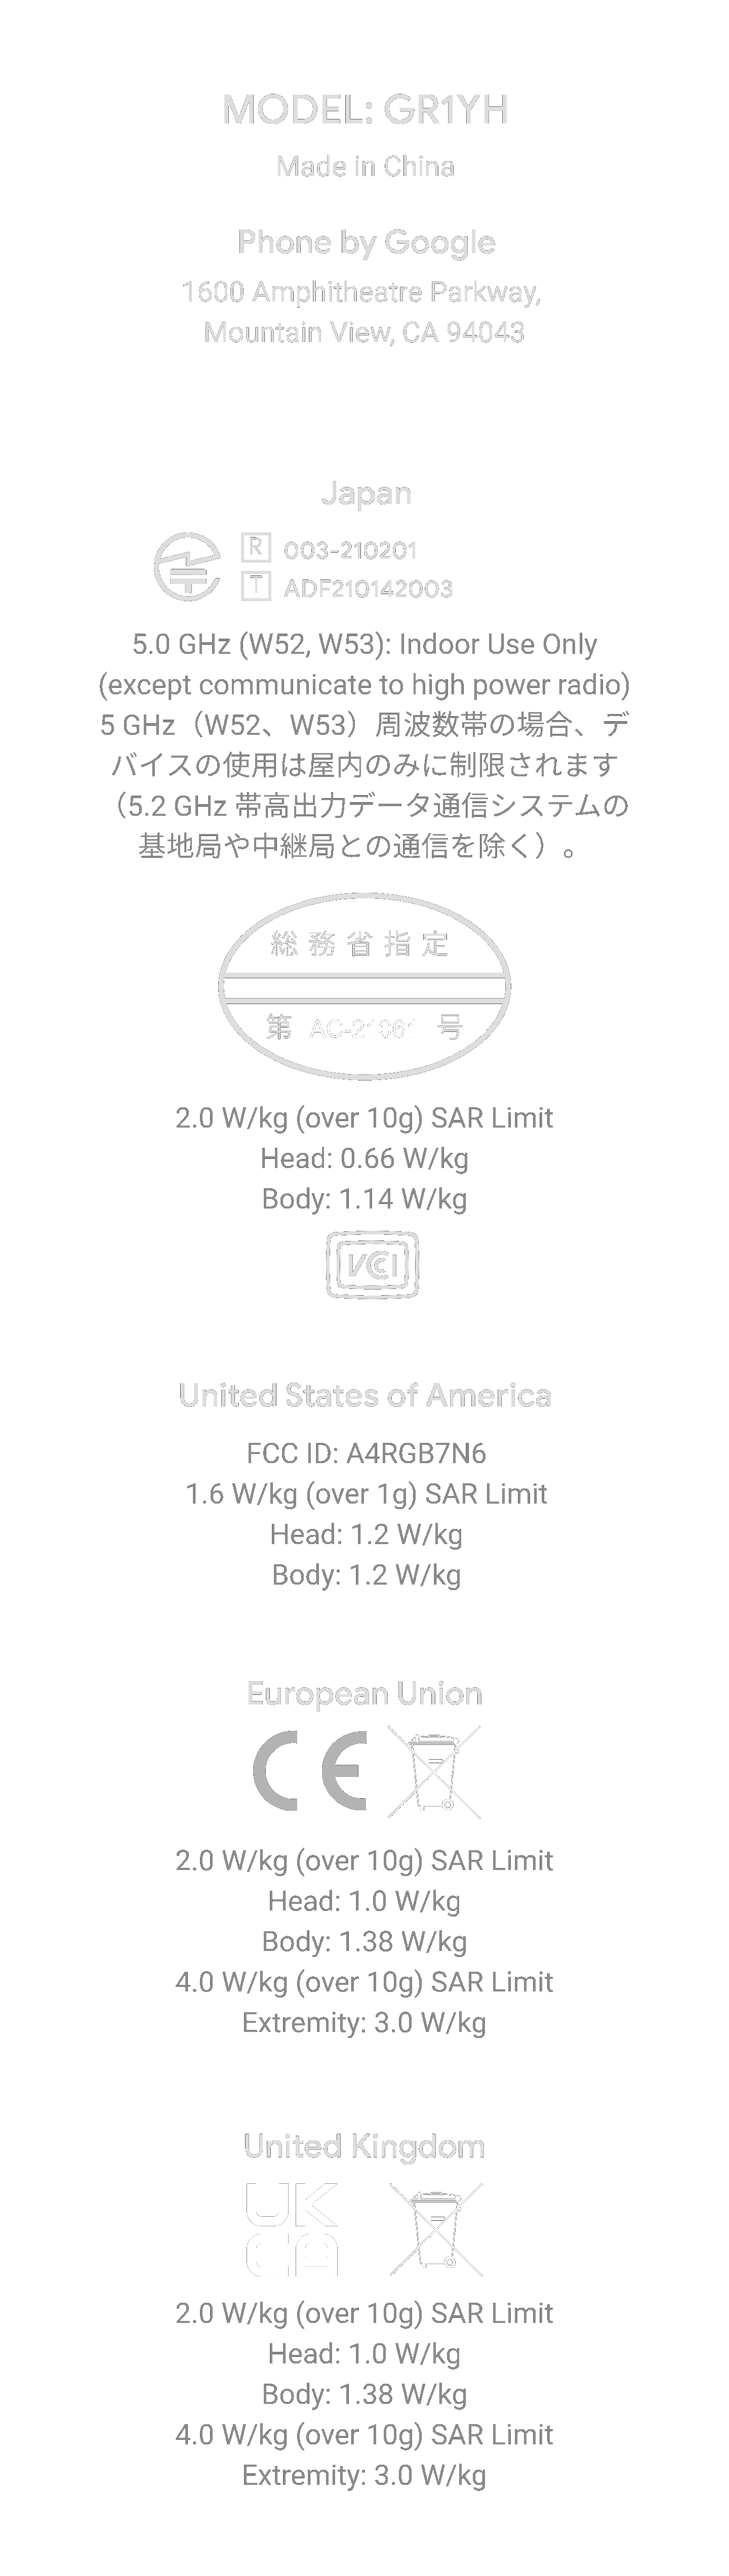 MODEL: GR1YH
Made in China
Phone by Google
1600 Amphitheatre Parkway,
Mountain View, CA 94043
Japan
R 003-210201
T ADF210142003
5.0 GHz (W52, W53): Indoor Use Only
(except communicate to high power radio)
5 GHz（W52、W53）周波数帯の場合、デ
バイスの使用は屋内のみに制限されます
（5.2 GHz 帯高出力データ通信システムの
基地局や中継局との通信を除く）。
総務省指定
第 号
2.0 W/kg (over 10g) SAR Limit
Head: 0.66 W/kg
Body: 1.14 W/kg
VCI
United States of America
FCC ID: A4RGB7N6
1.6 W/kg (over 1g) SAR Limit
Head: 1.2 W/kg
Body: 1.2 W/kg
European Union
CE
2.0 W/kg (over 10g) SAR Limit
Head: 1.0 W/kg
Body: 1.38 W/kg
4.0 W/kg (over 10g) SAR Limit
Extremity: 3.0 W/kg
United Kingdom
UK
CA
2.0 W/kg (over 10g) SAR Limit
Head: 1.0 W/kg
Body: 1.38 W/kg
4.0 W/kg (over 10g) SAR Limit
Extremity: 3.0 W/kg